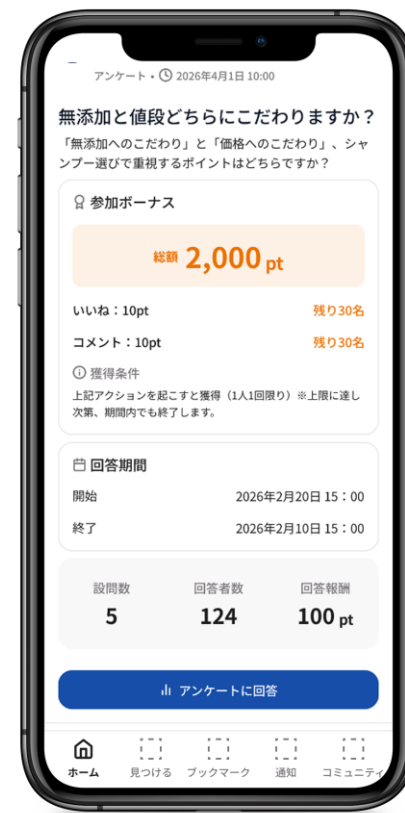 アンケート • 2026年4月1日 10:00
無添加と値段どちらにこだわりますか？
「無添加へのこだわり」と「価格へのこだわり」、シャ
ンプー選びで重視するポイントはどちらですか？
参加ボーナス
総額 2,000 pt
いいね：10pt 残り30名
コメント：10pt 残り30名
獲得条件
上記アクションを起こすと獲得（1人1回限り）※上限に達し
次第、期間内でも終了します。
回答期間
開始 2026年2月20日 15：00
終了 2026年2月10日 15：00
設問数 回答者数 回答報酬
5 124 100 pt
アンケートに回答
ホーム 見つける ブックマーク 通知 コミュニティ